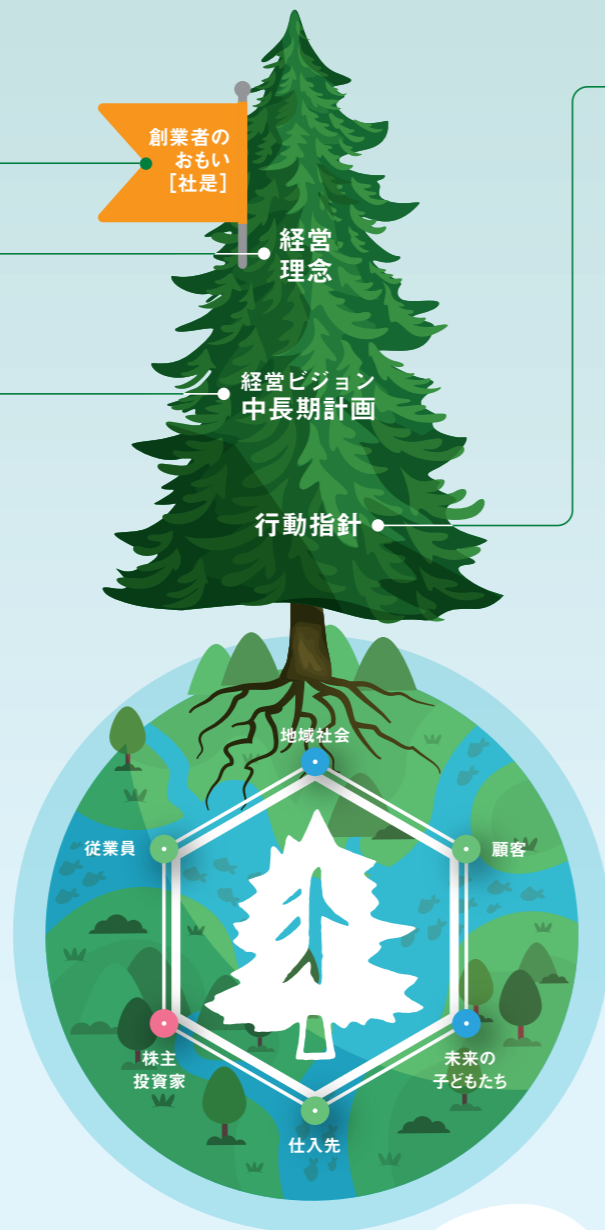 創業者の
おもい
［社是］
経営
理念
経営ビジョン
中長期計画
行動指針
地域社会
従業員
顧客
株主
投資家
未来の
子どもたち
仕入先